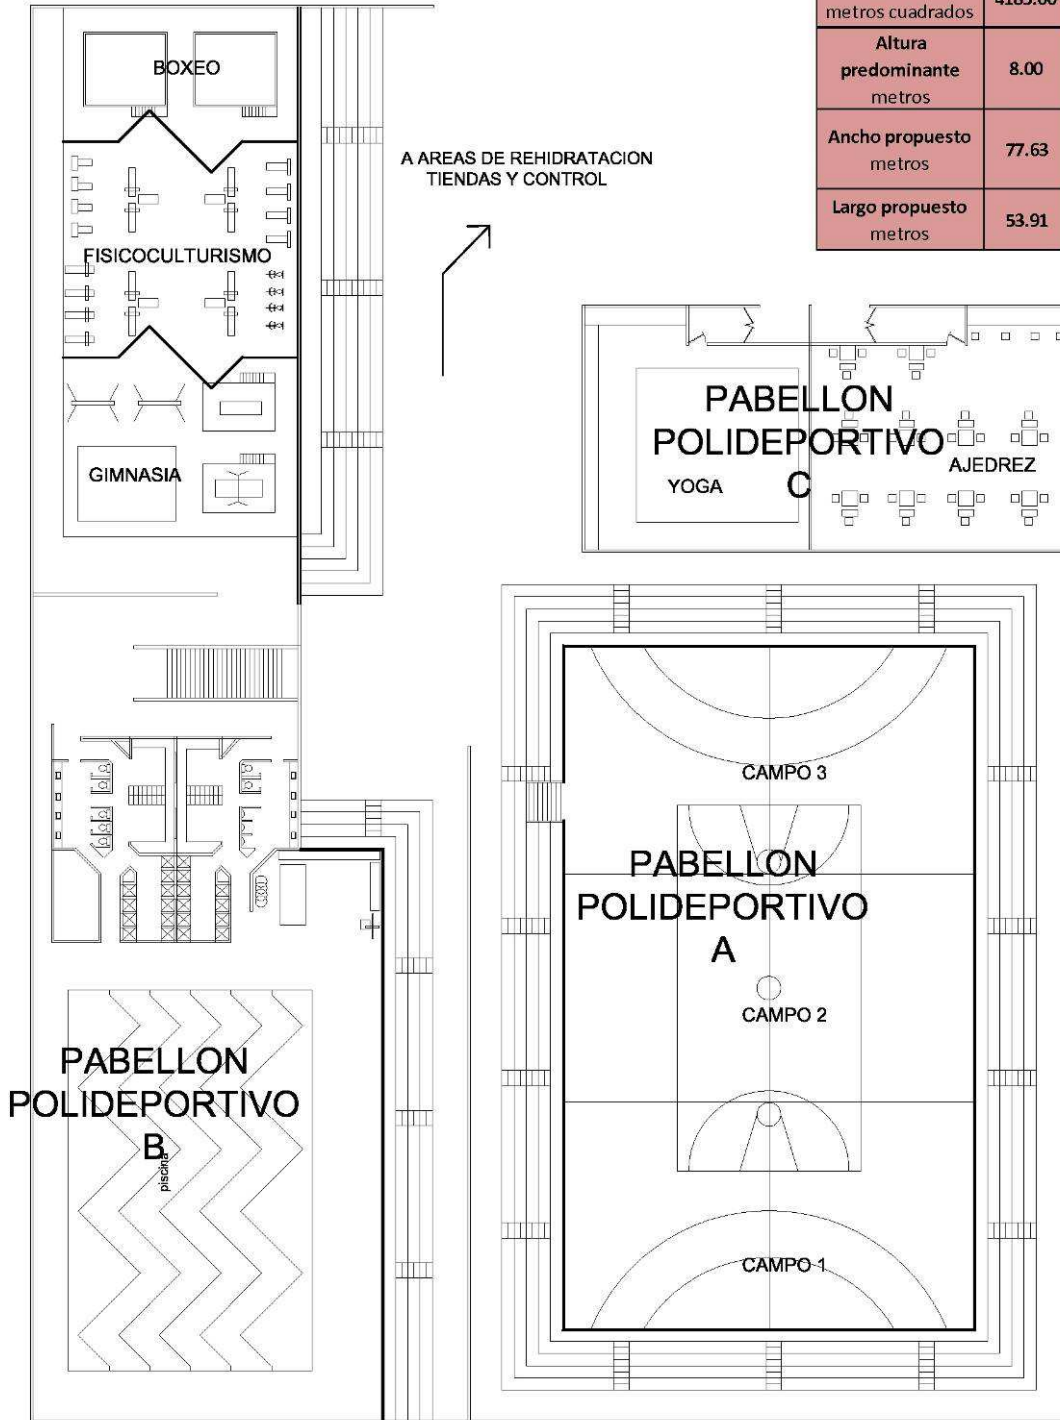 metros cuadrados
Altura
predominante
metros
8.00
Ancho propuesto
metros
77.63
Largo propuesto
metros
53.91
BOXEO
A AREAS DE REHIDRATACION
TIENDAS Y CONTROL
FISICOCULTURISMO
GIMNASIA
PABELLON
POLIDEPORTIVO
C
YOGA
AJEDREZ
CAMPO 3
PABELLON
POLIDEPORTIVO
A
CAMPO 2
CAMPO 1
PABELLON
POLIDEPORTIVO
B
piscina